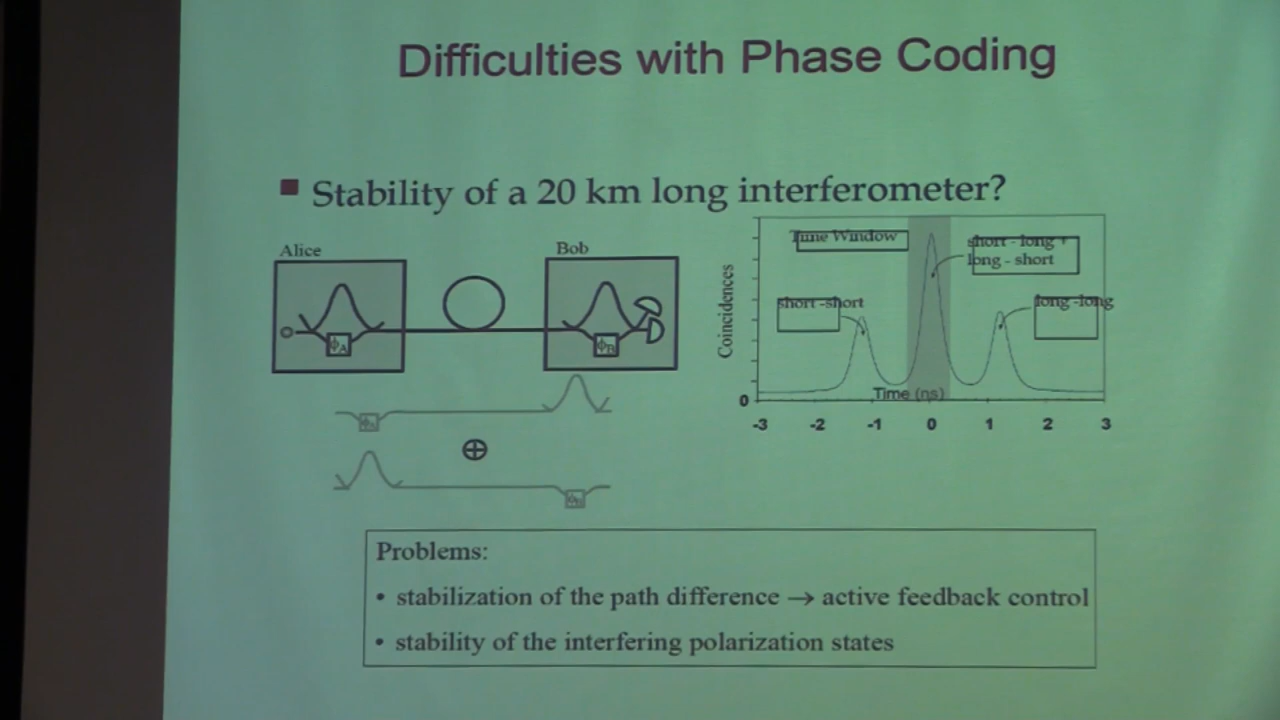 Difficulties with Phase Coding
■ Stability of a 20 km long interferometer?
Alice
Bob
ϕA
ϕB
Time Window
short - long +
long - short
short -short
long -long
Coincidences
Time (ns)
0
-3 -2 -1 0 1 2 3
⊕
Problems:
• stabilization of the path difference → active feedback control
• stability of the interfering polarization states